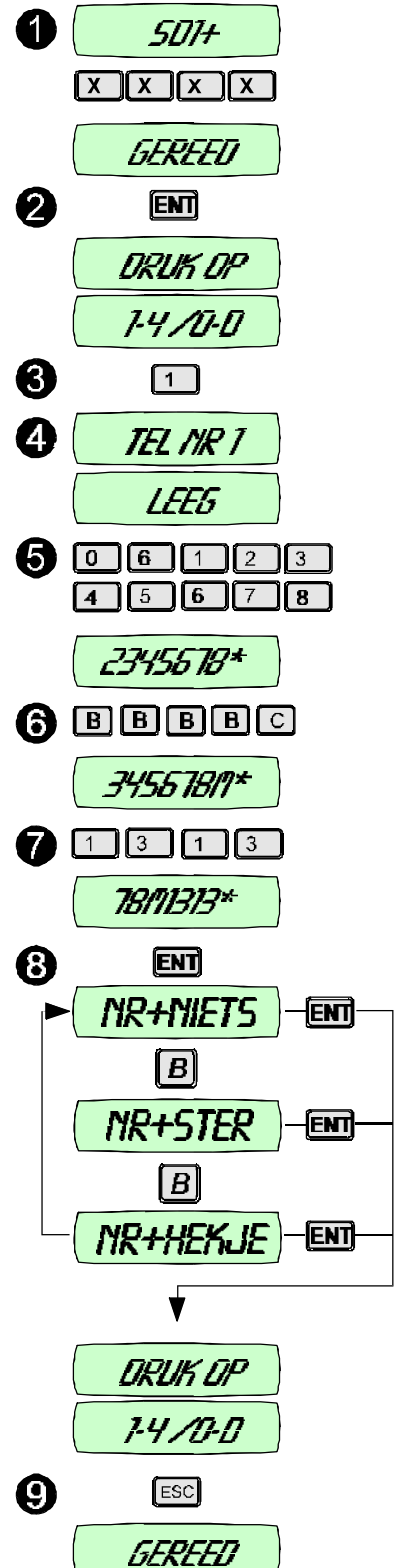 1 S01+
X X X X
GEREED
2 ENT
DRUK OP
1-4/0-D
3 1
4 TEL NR 1
LEEG
5 0 6 1 2 3
4 5 6 7 8
2345678*
6 B B B B C
345678M*
7 1 3 1 3
78M1313*
8 ENT
NR+NIETS ENT
B
NR+STER ENT
B
NR+HEKJE ENT
DRUK OP
1-4/0-D
9 ESC
GEREED